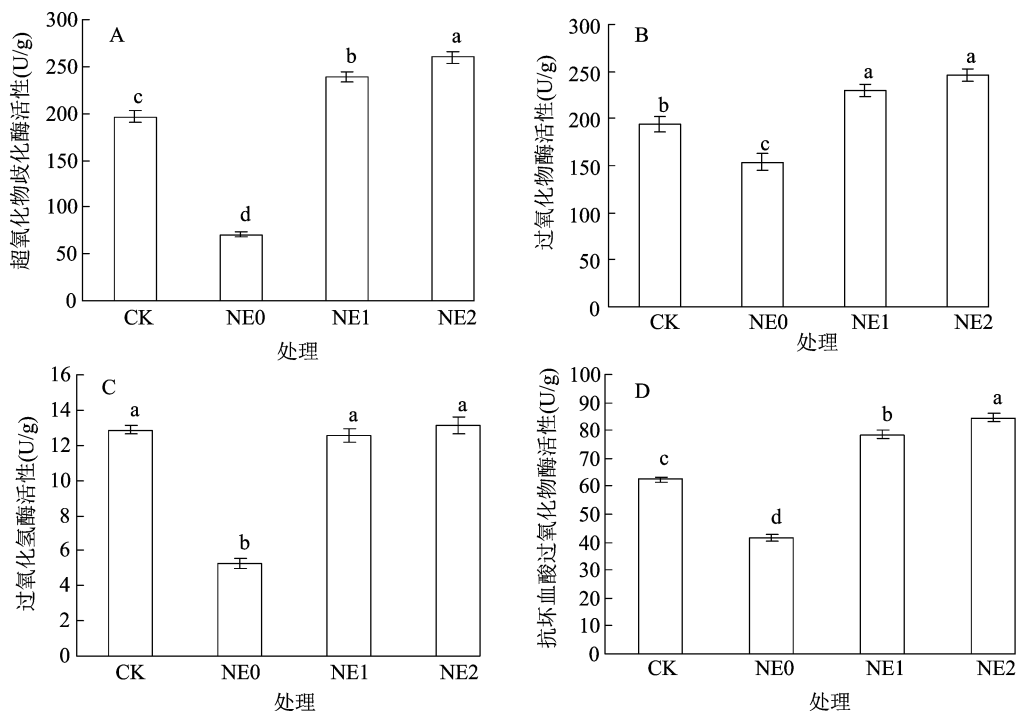 A
超氧化物歧化酶活性(U/g)
300
250
200
150
100
50
0
c
d
b
a
CK NE0 NE1 NE2
处理
B
过氧化物酶活性(U/g)
300
250
200
150
100
50
0
b
c
a
a
CK NE0 NE1 NE2
处理
C
过氧化氢酶活性(U/g)
16
14
12
10
8
6
4
2
0
a
b
a
a
CK NE0 NE1 NE2
处理
D
抗坏血酸过氧化物酶活性(U/g)
100
90
80
70
60
50
40
30
20
10
0
c
d
b
a
CK NE0 NE1 NE2
处理